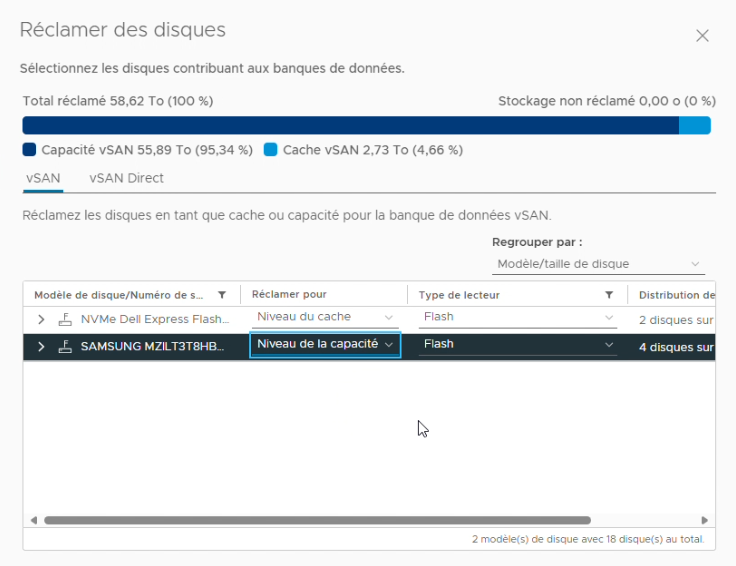 Réclamer des disques
Sélectionnez les disques contribuant aux banques de données.
Total réclamé 58,62 To (100 %) Stockage non réclamé 0,00 o (0 %)
Capacité vSAN 55,89 To (95,34 %) Cache vSAN 2,73 To (4,66 %)
vSAN vSAN Direct
Réclamez les disques en tant que cache ou capacité pour la banque de données vSAN.
Regrouper par :
Modèle/taille de disque
Modèle de disque/Numéro de s... Réclamer pour Type de lecteur Distribution de
NVMe Dell Express Flash... Niveau du cache Flash 2 disques sur
SAMSUNG MZILT3T8HB... Niveau de la capacité Flash 4 disques sur
2 modèle(s) de disque avec 18 disque(s) au total.